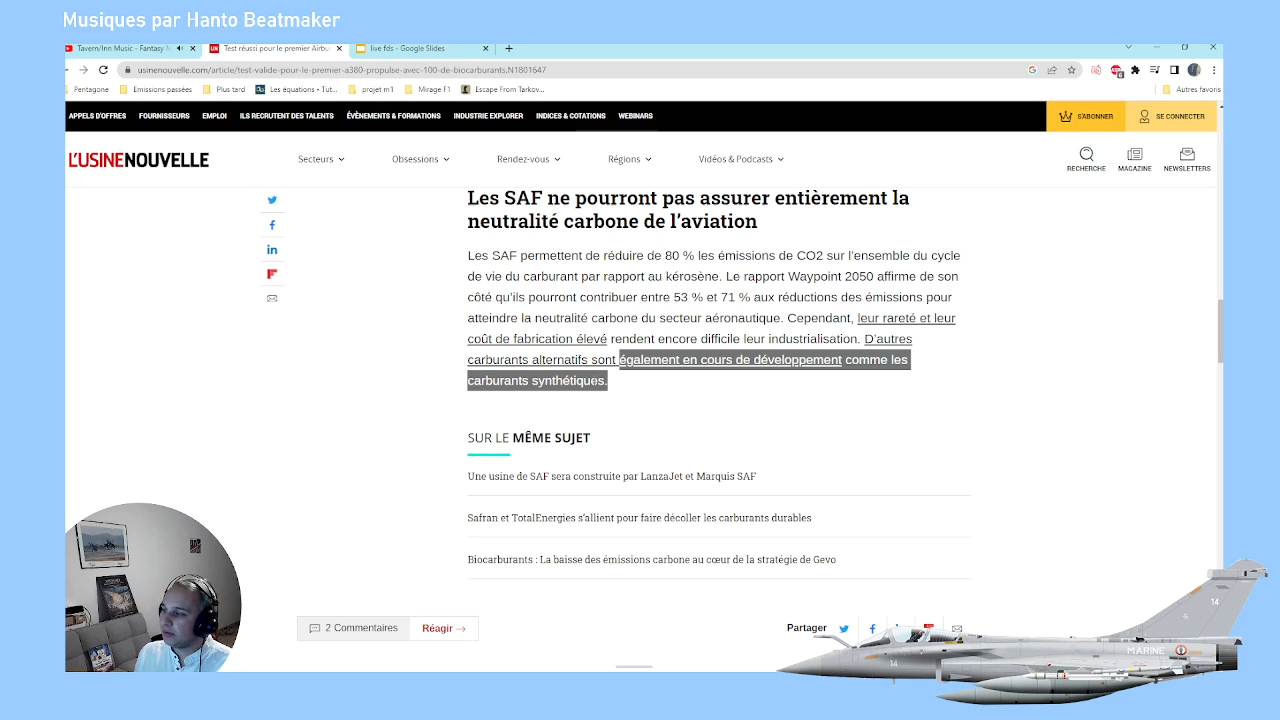 Musiques par Hanto Beatmaker
Tavern/Inn Music - Fantasy
Test réussi pour le premier Airbu
live fds - Google Slides
usinenouvelle.com/article/test-valide-pour-le-premier-a380-propulse-avec-100-de-biocarburants.N1801647
Pentagone
Emissions passées
Plus tard
Les équations • Tut...
projet m1
Mirage F1
Escape From Tarkov...
Autres favoris
APPELS D'OFFRES
FOURNISSEURS
EMPLOI
ILS RECRUTENT DES TALENTS
ÉVÈNEMENTS & FORMATIONS
INDUSTRIE EXPLORER
INDICES & COTATIONS
WEBINARS
S'ABONNER
SE CONNECTER
L'USINENOUVELLE
Secteurs
Obsessions
Rendez-vous
Régions
Vidéos & Podcasts
RECHERCHE
MAGAZINE
NEWSLETTERS
Les SAF ne pourront pas assurer entièrement la
neutralité carbone de l'aviation
Les SAF permettent de réduire de 80 % les émissions de CO2 sur l'ensemble du cycle
de vie du carburant par rapport au kérosène. Le rapport Waypoint 2050 affirme de son
côté qu'ils pourront contribuer entre 53 % et 71 % aux réductions des émissions pour
atteindre la neutralité carbone du secteur aéronautique. Cependant, leur rareté et leur
coût de fabrication élevé rendent encore difficile leur industrialisation. D'autres
carburants alternatifs sont également en cours de développement comme les
carburants synthétiques.
SUR LE MÊME SUJET
Une usine de SAF sera construite par LanzaJet et Marquis SAF
Safran et TotalEnergies s'allient pour faire décoller les carburants durables
Biocarburants : La baisse des émissions carbone au cœur de la stratégie de Gevo
2 Commentaires
Réagir
Partager
14
MARINE
14